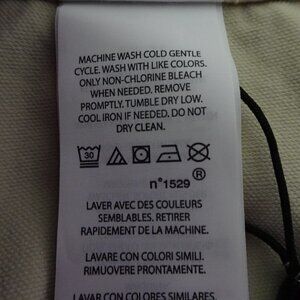 MACHINE WASH COLD GENTLE
CYCLE. WASH WITH LIKE COLORS.
ONLY NON-CHLORINE BLEACH
WHEN NEEDED. REMOVE
PROMPTLY. TUMBLE DRY LOW.
COOL IRON IF NEEDED. DO NOT
DRY CLEAN.
30
n°1529 ®
LAVER AVEC DES COULEURS
SEMBLABLES. RETIRER
RAPIDEMENT DE LA MACHINE.
LAVARE CON COLORI SIMILI.
RIMUOVERE PRONTAMENTE.
LAVAR CON COLORES SIMILARES.